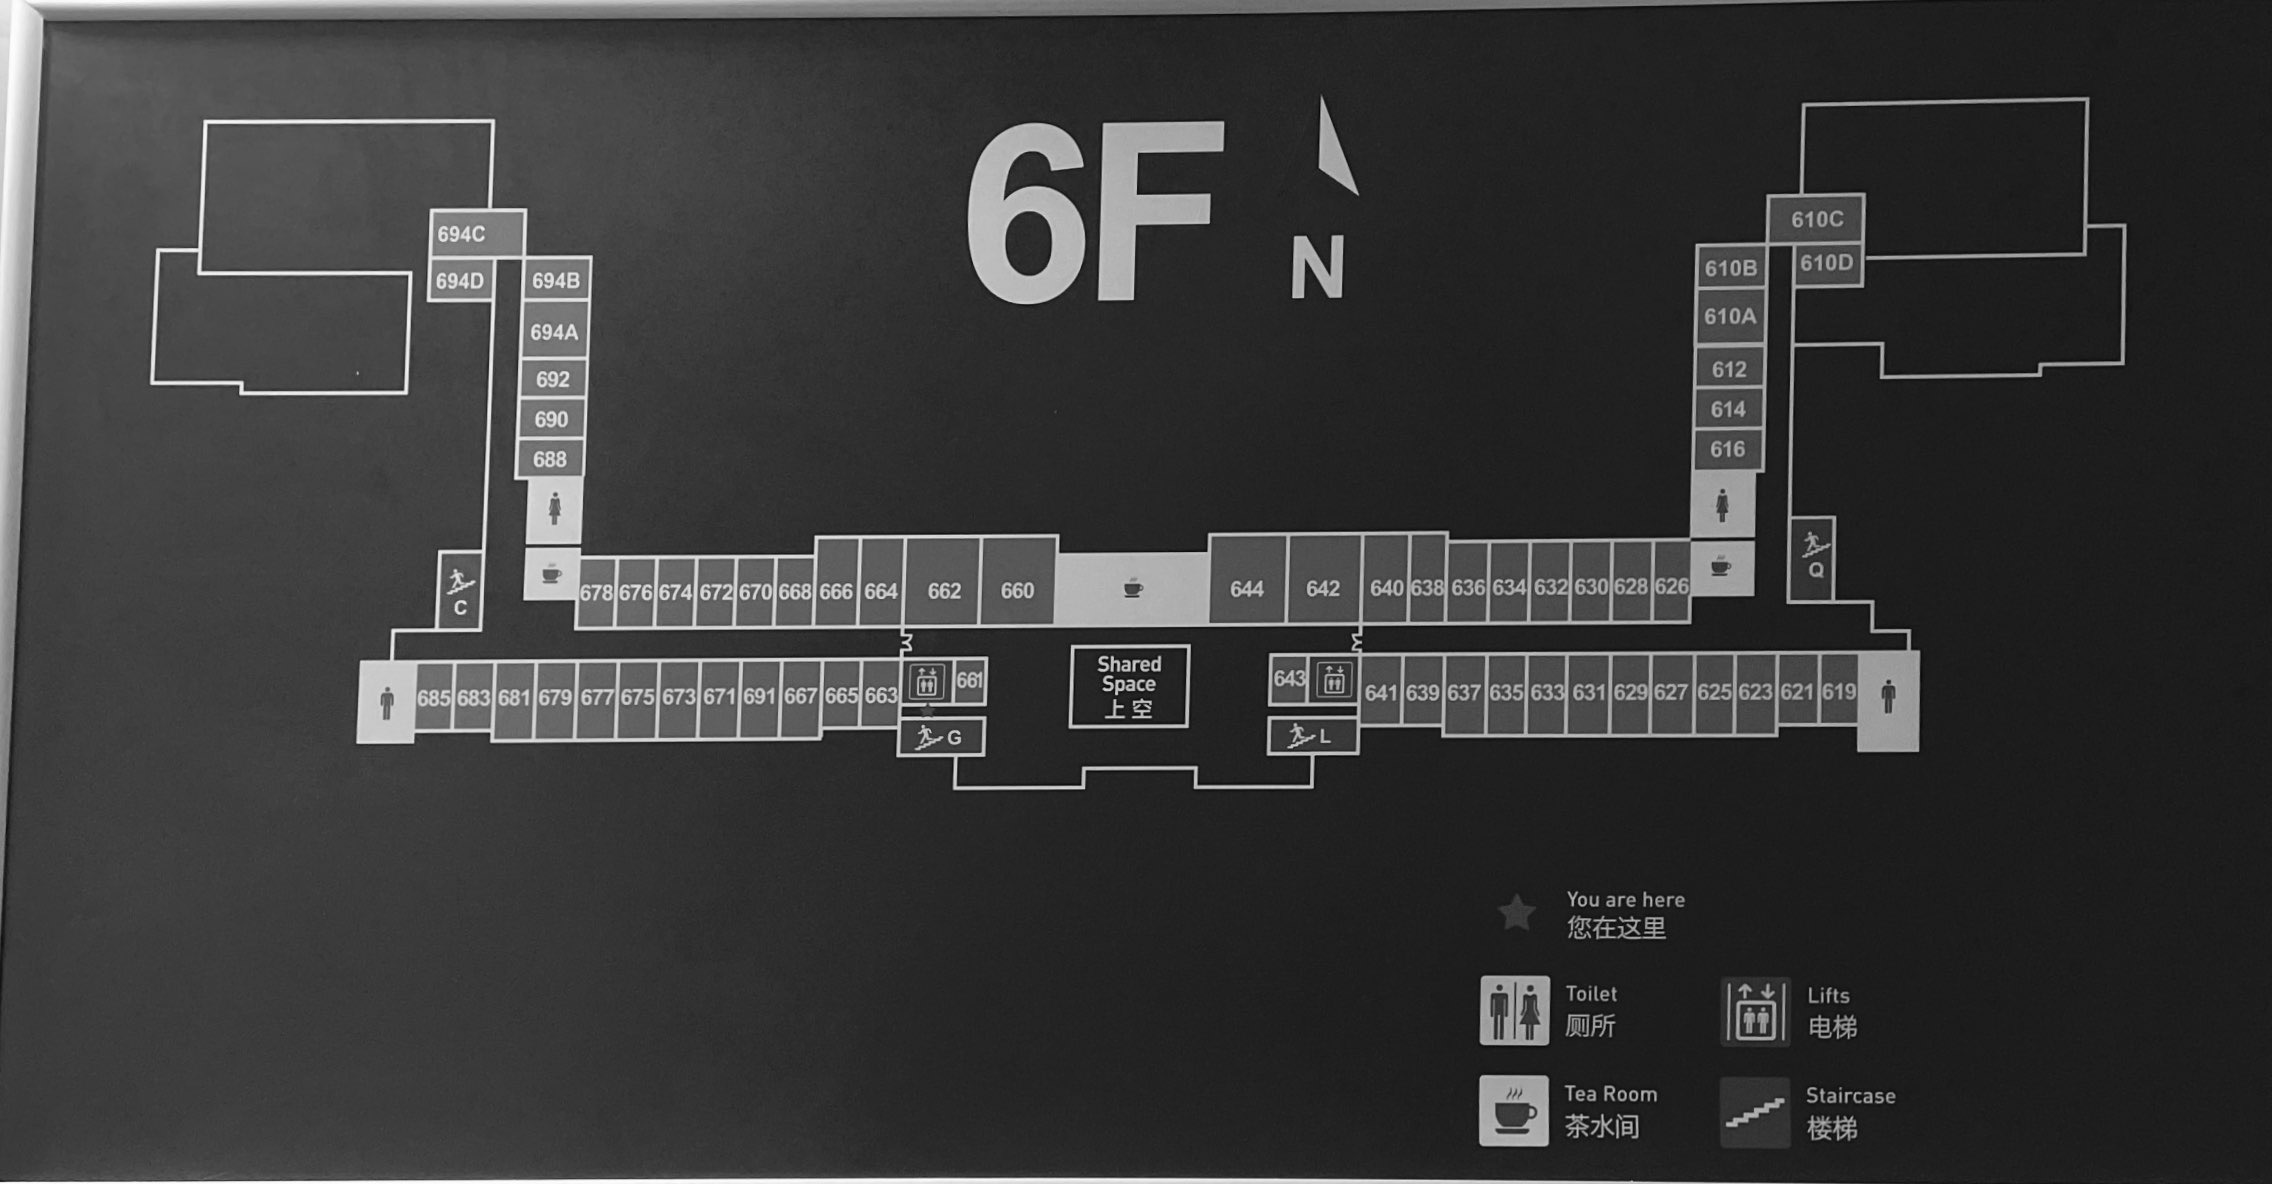 6F
N
694C
694D
694B
694A
692
690
688
610C
610B
610D
610A
612
614
616
C
Q
678 676 674 672 670 668 666 664 662 660
644 642 640 638 636 634 632 630 628 626
685 683 681 679 677 675 673 671 691 667 665 663 661
Shared
Space
上空
643 641 639 637 635 633 631 629 627 625 623 621 619
G
L
You are here
您在这里
Toilet
厕所
Lifts
电梯
Tea Room
茶水间
Staircase
楼梯